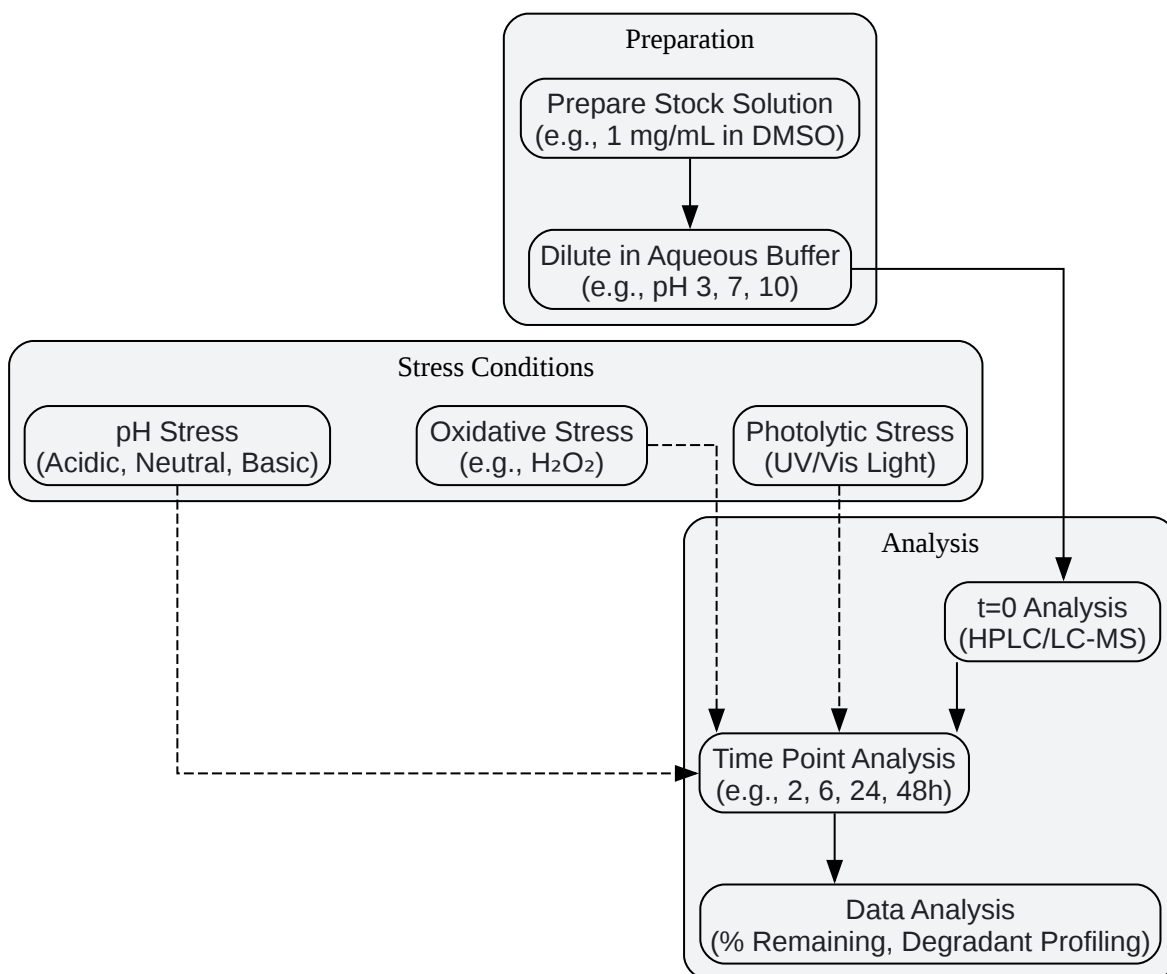 Preparation
Prepare Stock Solution
(e.g., 1 mg/mL in DMSO)
Dilute in Aqueous Buffer
(e.g., pH 3, 7, 10)
Stress Conditions
pH Stress
(Acidic, Neutral, Basic)
Oxidative Stress
(e.g., H₂O₂)
Photolytic Stress
(UV/Vis Light)
Analysis
t=0 Analysis
(HPLC/LC-MS)
Time Point Analysis
(e.g., 2, 6, 24, 48h)
Data Analysis
(% Remaining, Degradant Profiling)